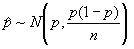 p̂ ~ N(p, p(1−p)/n)